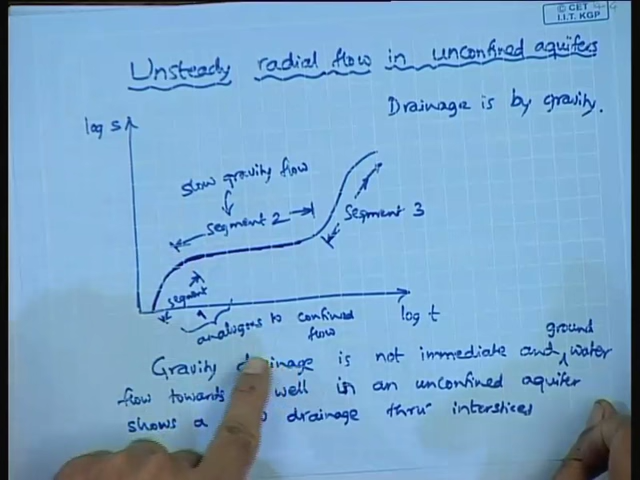 © CET
I.I.T. KGP
Unsteady radial flow in unconfined aquifers
Drainage is by gravity.
log s
slow gravity flow
segment 2
Segment 3
segment
1
log t
analogous to confined
flow
ground
Gravity drainage is not immediate and water
flow towards well in an unconfined aquifer
shows a drainage thru' interstices